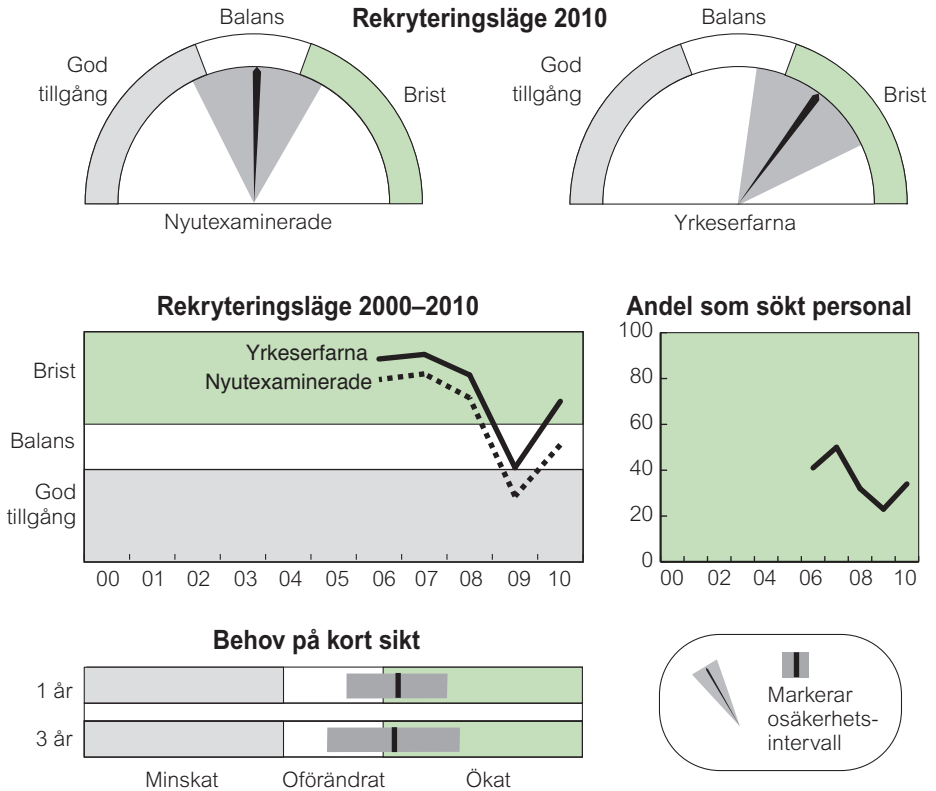 Rekryteringsläge 2010
Balans
God
tillgång
Brist
Nyutexaminerade
Balans
God
tillgång
Brist
Yrkeserfarna
Rekryteringsläge 2000–2010
Brist
Balans
God
tillgång
Yrkeserfarna
Nyutexaminerade
00 01 02 03 04 05 06 07 08 09 10
Andel som sökt personal
100
80
60
40
20
0
00 02 04 06 08 10
Behov på kort sikt
1 år
3 år
Minskat Oförändrat Ökat
Markerar
osäkerhets-
intervall